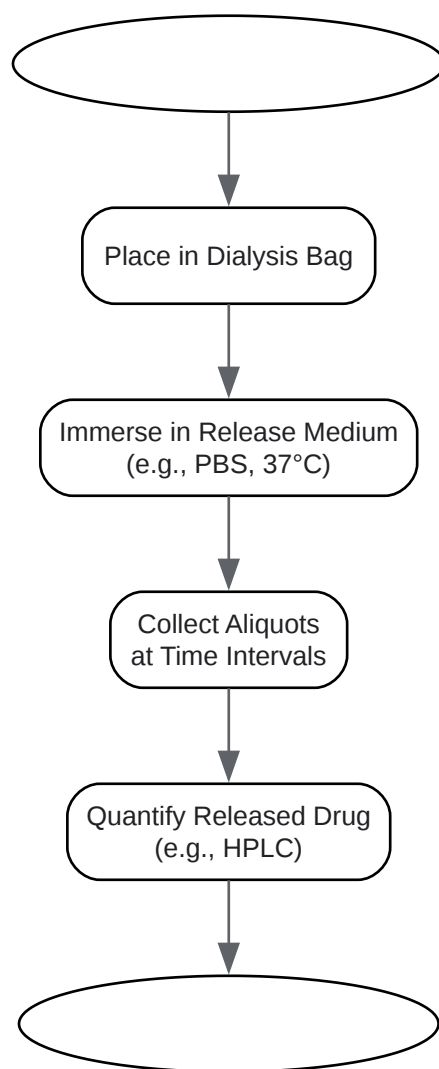 Place in Dialysis Bag
Immerse in Release Medium
(e.g., PBS, 37°C)
Collect Aliquots
at Time Intervals
Quantify Released Drug
(e.g., HPLC)